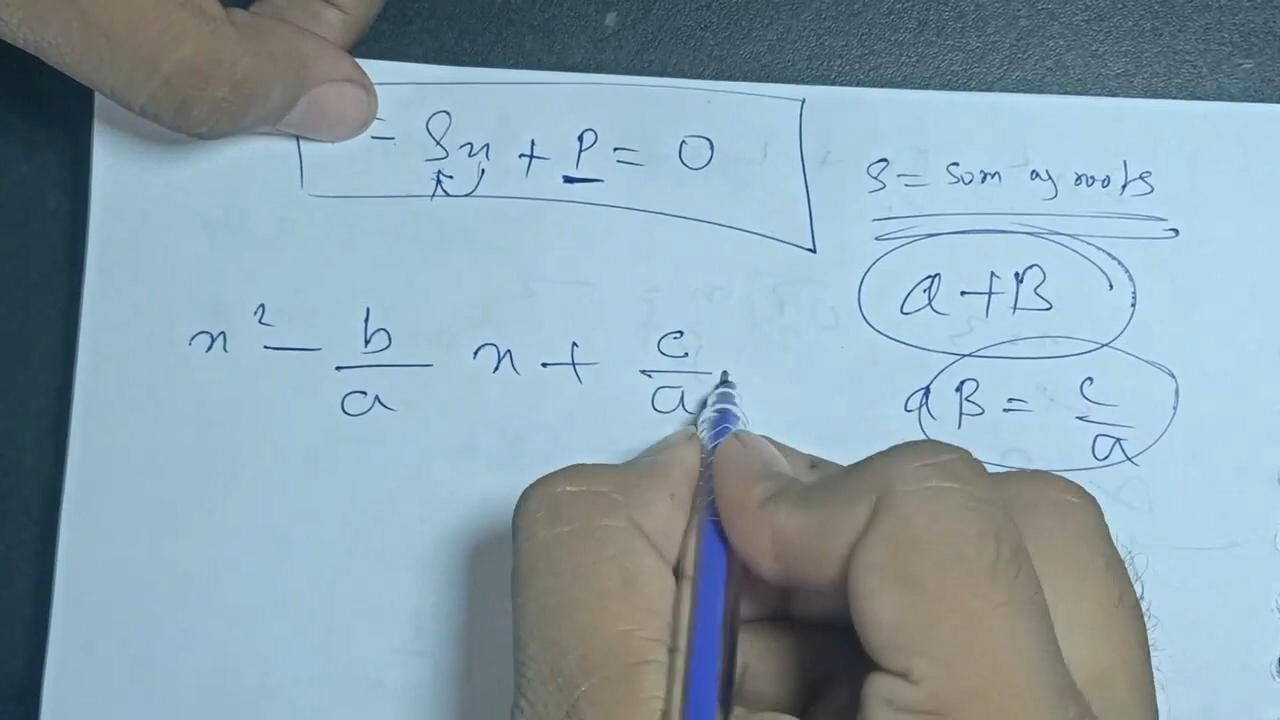 = Sx + P = 0
S = Sum of roots
α + β
x² - b/a x + c/a
αβ = c/a